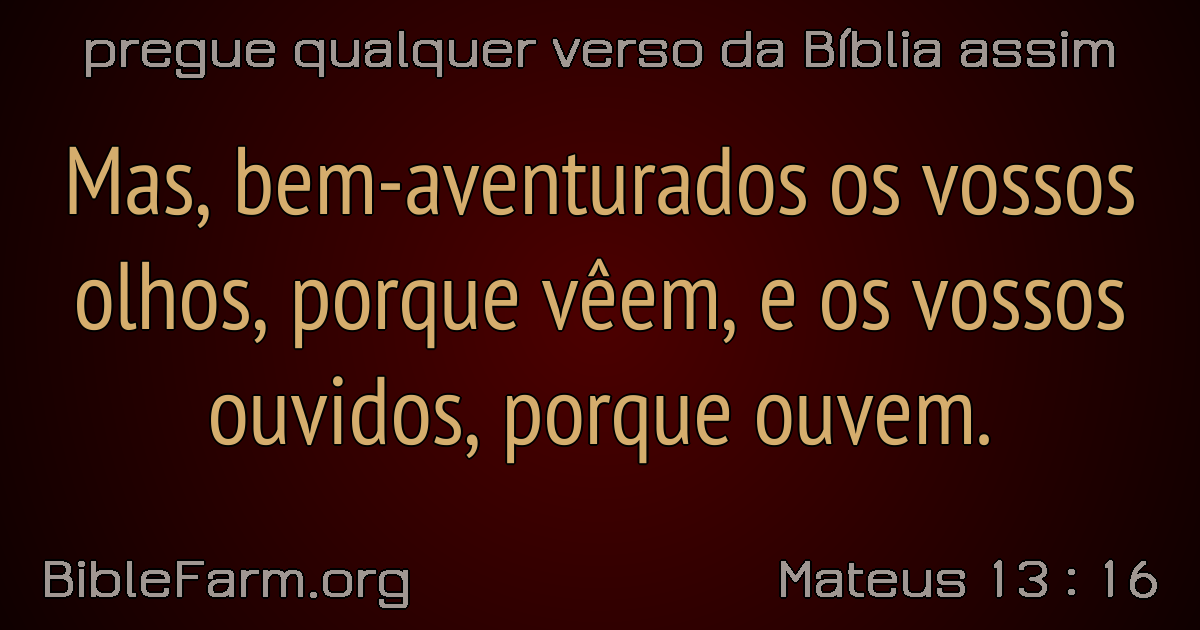 pregue qualquer verso da Bíblia assim
Mas, bem-aventurados os vossos
olhos, porque vêem, e os vossos
ouvidos, porque ouvem.
BibleFarm.org
Mateus 13 : 16